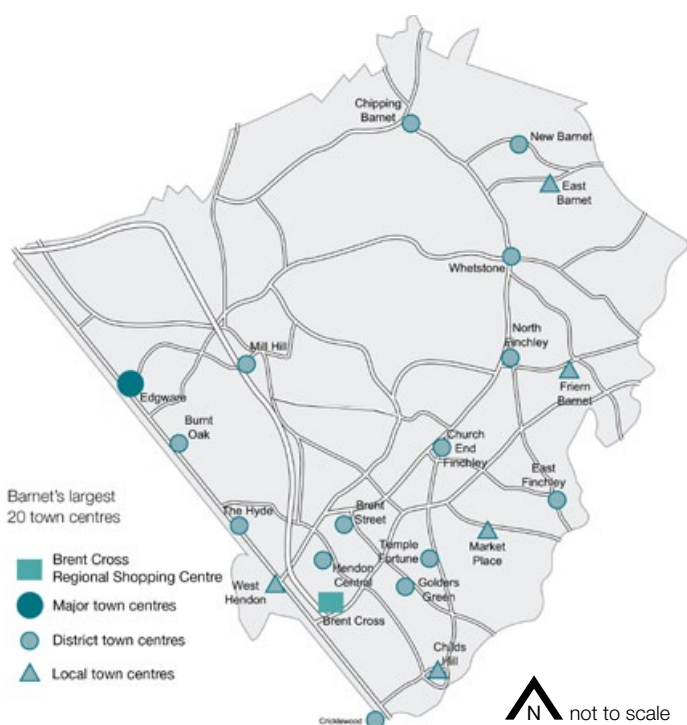 Chipping
Barnet
New Barnet
East
Barnet
Whetstone
North
Finchley
Mill Hill
Friern
Barnet
Edgware
Burnt
Oak
Church
End
Finchley
East
Finchley
Barnet's largest
20 town centres
The Hyde
Brent
Street
Market
Place
Temple
Fortune
Hendon
Central
Golders
Green
West
Hendon
Brent Cross
Childs
Hill
Cricklewood
Brent Cross
Regional Shopping Centre
Major town centres
District town centres
Local town centres
N not to scale